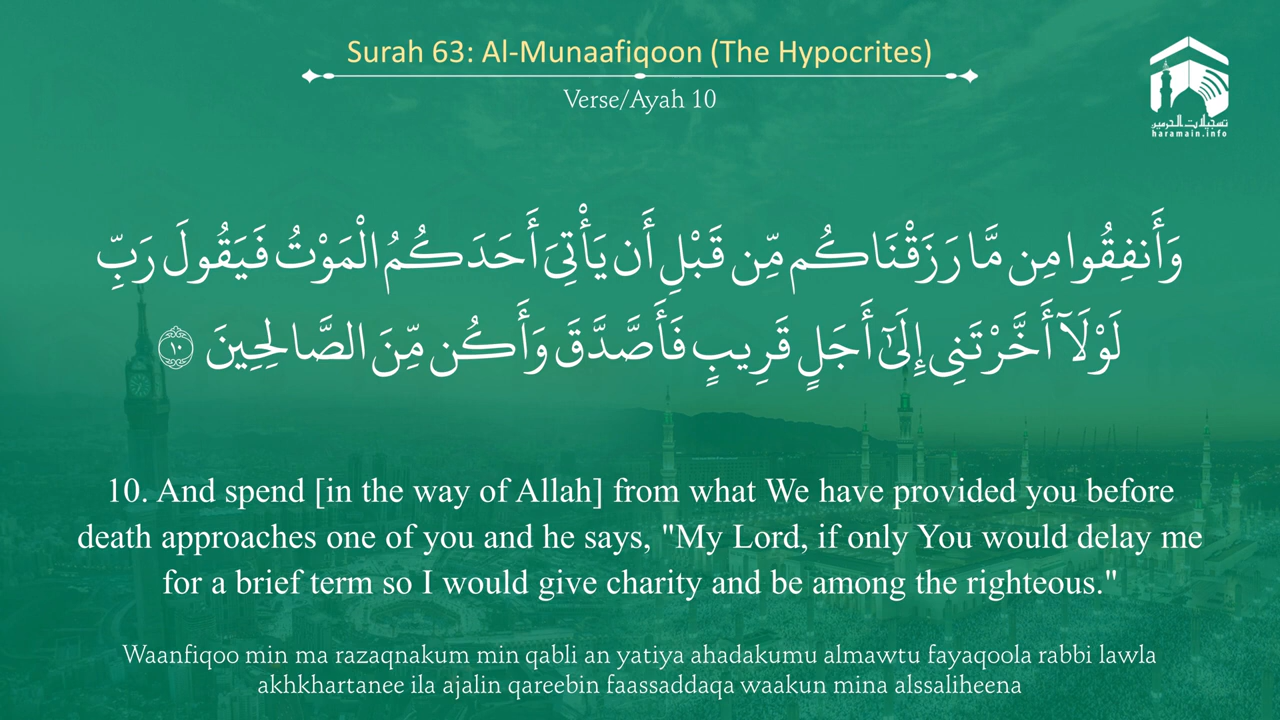 Surah 63: Al-Munaafiqoon (The Hypocrites)
Verse/Ayah 10
تسجيلات الحرمين
haramain.info
وَأَنفِقُوا مِن مَّا رَزَقْنَاكُم مِّن قَبْلِ أَن يَأْتِىَ أَحَدَكُمُ الْمَوْتُ فَيَقُولَ رَبِّ
لَوْلَآ أَخَّرْتَنِى إِلَىٰٓ أَجَلٍ قَرِيبٍ فَأَصَّدَّقَ وَأَكُن مِّنَ الصَّالِحِينَ ١٠
10. And spend [in the way of Allah] from what We have provided you before
death approaches one of you and he says, "My Lord, if only You would delay me
for a brief term so I would give charity and be among the righteous."
Waanfiqoo min ma razaqnakum min qabli an yatiya ahadakumu almawtu fayaqoola rabbi lawla
akhkhartanee ila ajalin qareebin faassaddaqa waakun mina alssaliheena